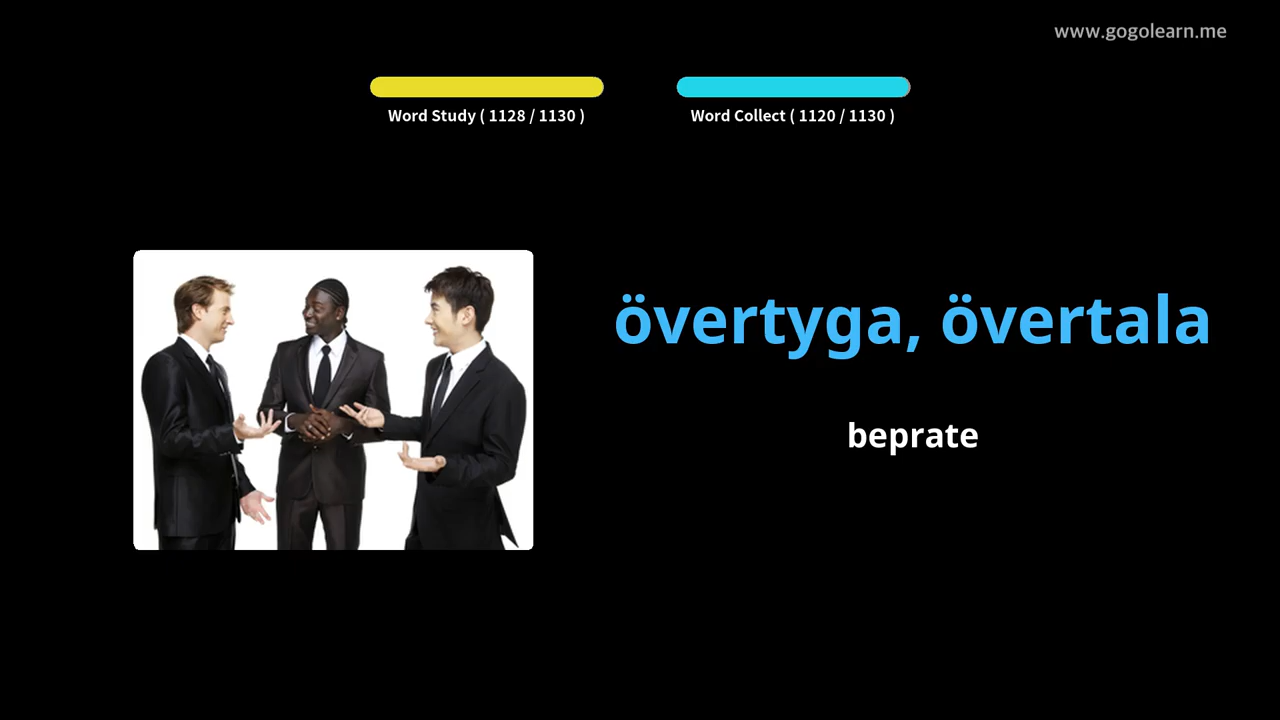 www.gogolearn.me
Word Study ( 1128 / 1130 )
Word Collect ( 1120 / 1130 )
övertyga, övertala
beprate